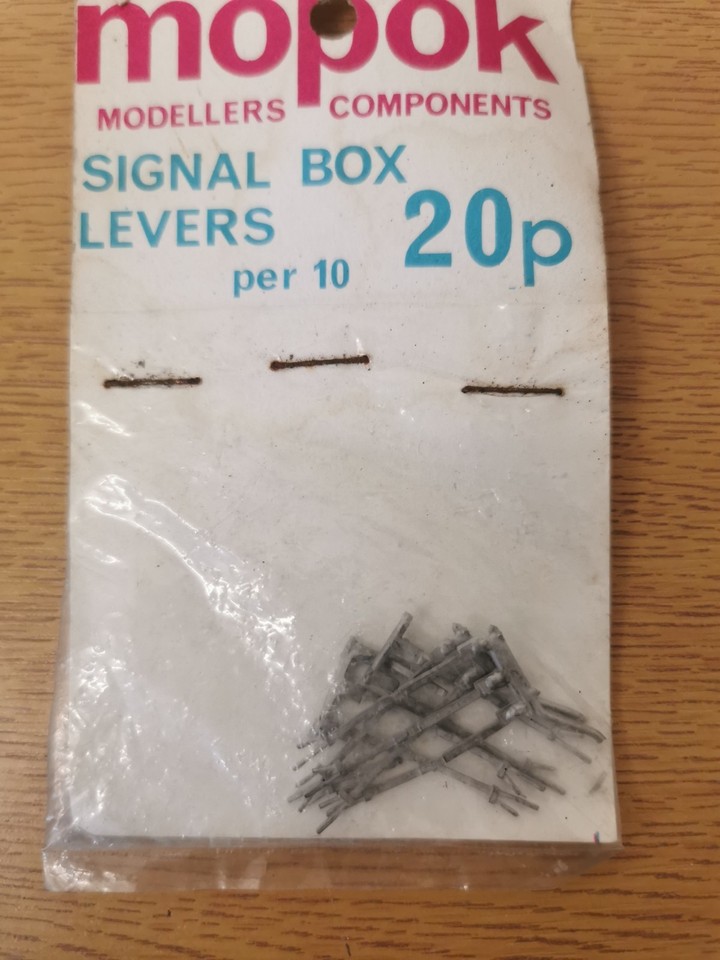 mopok
MODELLERS COMPONENTS
SIGNAL BOX
LEVERS 20p
per 10